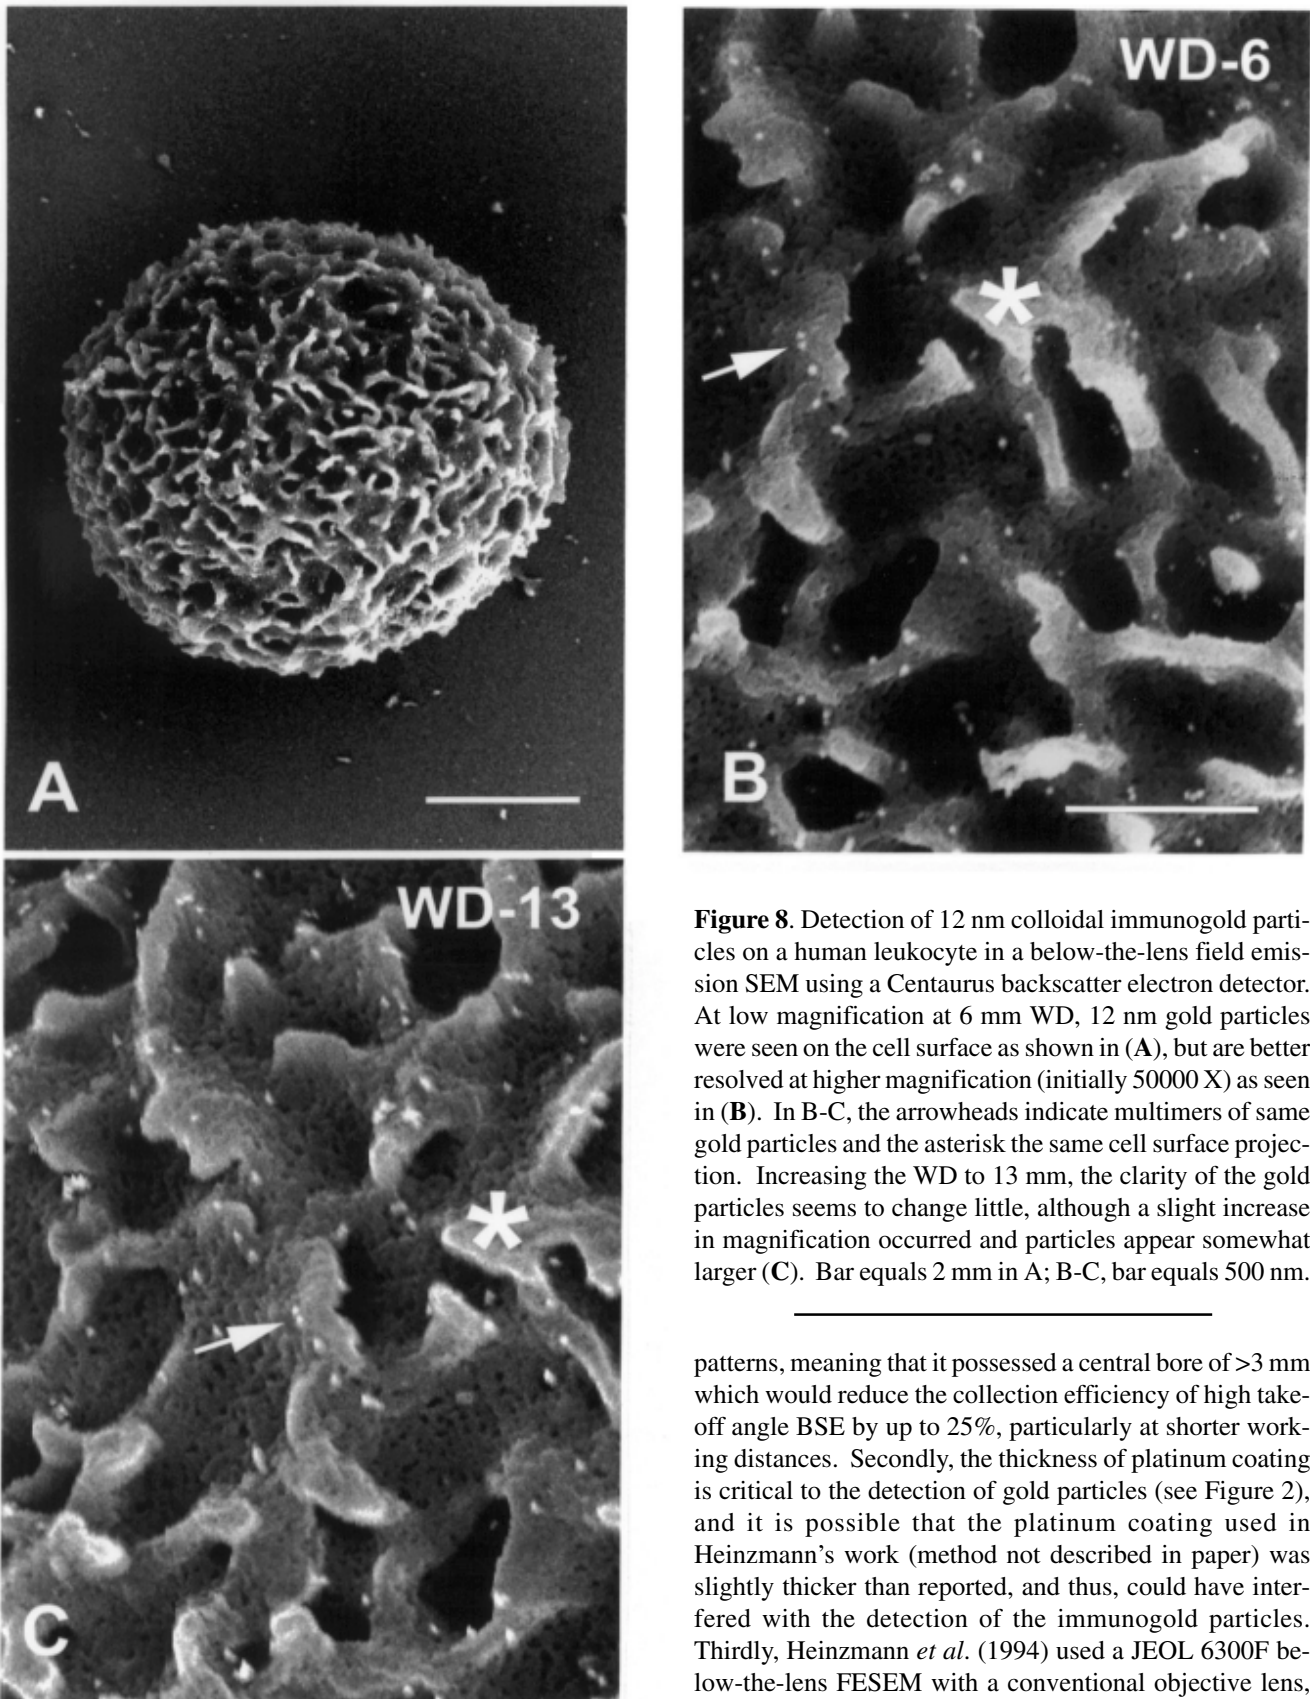 A
WD-6
B
WD-13
C
Figure 8. Detection of 12 nm colloidal immunogold parti-
cles on a human leukocyte in a below-the-lens field emis-
sion SEM using a Centaurus backscatter electron detector.
At low magnification at 6 mm WD, 12 nm gold particles
were seen on the cell surface as shown in (A), but are better
resolved at higher magnification (initially 50000 X) as seen
in (B). In B-C, the arrowheads indicate multimers of same
gold particles and the asterisk the same cell surface projec-
tion. Increasing the WD to 13 mm, the clarity of the gold
particles seems to change little, although a slight increase
in magnification occurred and particles appear somewhat
larger (C). Bar equals 2 mm in A; B-C, bar equals 500 nm.
patterns, meaning that it possessed a central bore of >3 mm
which would reduce the collection efficiency of high take-
off angle BSE by up to 25%, particularly at shorter work-
ing distances. Secondly, the thickness of platinum coating
is critical to the detection of gold particles (see Figure 2),
and it is possible that the platinum coating used in
Heinzmann's work (method not described in paper) was
slightly thicker than reported, and thus, could have inter-
fered with the detection of the immunogold particles.
Thirdly, Heinzmann et al. (1994) used a JEOL 6300F be-
low-the-lens FESEM with a conventional objective lens,